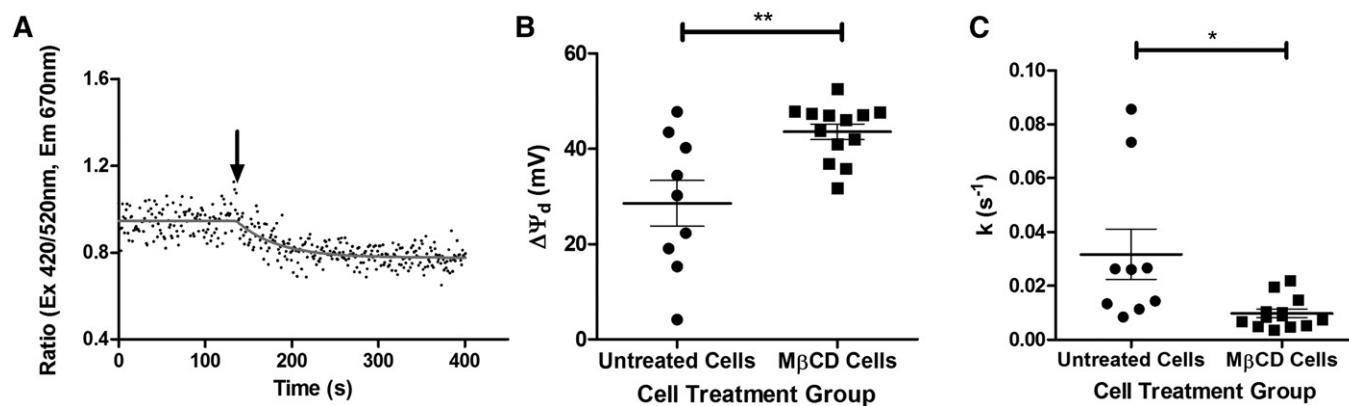 A
Ratio (Ex 420/520nm, Em 670nm)
1.6
1.2
0.8
0.4
0
100
200
300
400
Time (s)
B
**
ΔΨd (mV)
60
40
20
0
Untreated Cells
MβCD Cells
Cell Treatment Group
C
*
k (s-1)
0.10
0.08
0.06
0.04
0.02
0.00
Untreated Cells
MβCD Cells
Cell Treatment Group